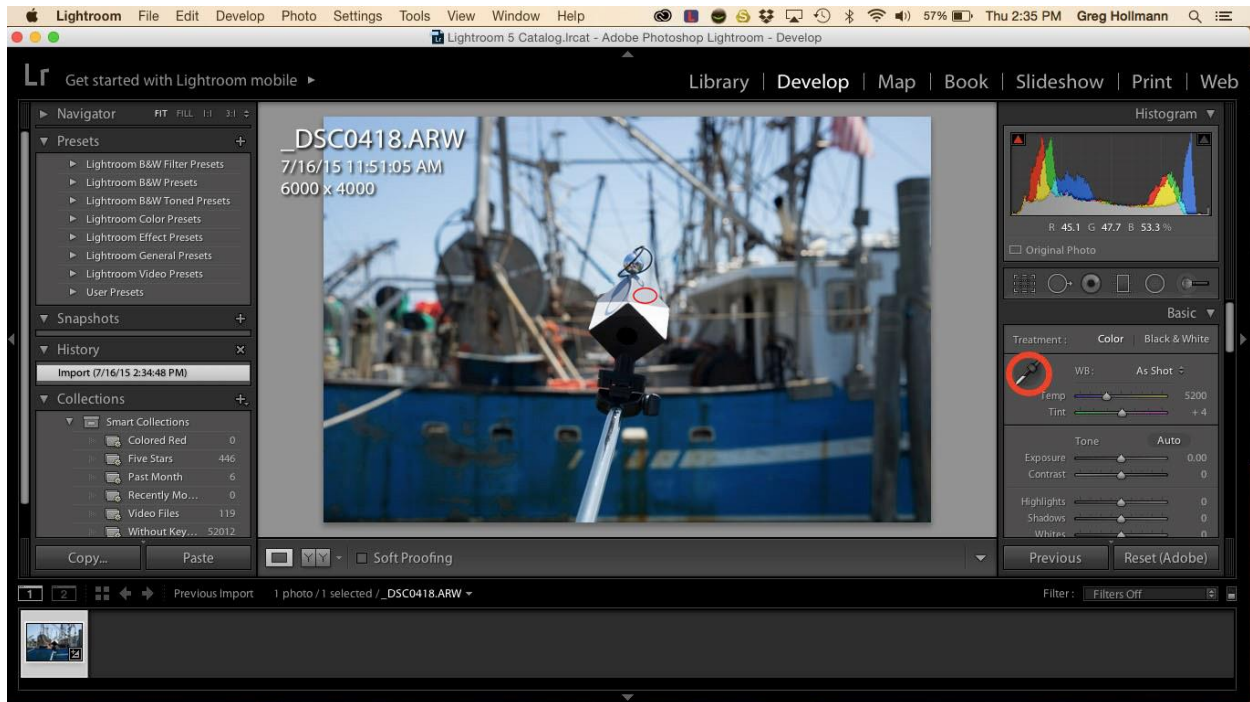 Lightroom File Edit Develop Photo Settings Tools View Window Help 57% Thu 2:35 PM Greg Hollmann
Lightroom 5 Catalog.lrcat - Adobe Photoshop Lightroom - Develop
Lr Get started with Lightroom mobile
Library | Develop | Map | Book | Slideshow | Print | Web
Navigator FIT FILL 1:1 3:1
Presets
Lightroom B&W Filter Presets
Lightroom B&W Presets
Lightroom B&W Toned Presets
Lightroom Color Presets
Lightroom Effect Presets
Lightroom General Presets
Lightroom Video Presets
User Presets
Snapshots
History
Import (7/16/15 2:34:48 PM)
Collections
Smart Collections
Colored Red 0
Five Stars 446
Past Month 6
Recently Mo... 0
Video Files 119
Without Key... 52012
Copy... Paste
_DSC0418.ARW
7/16/15 11:51:05 AM
6000 x 4000
Soft Proofing
Histogram
R 45.1 G 47.7 B 53.3 %
Original Photo
Basic
Treatment : Color | Black & White
WB : As Shot
Temp 5200
Tint + 4
Tone Auto
Exposure 0.00
Contrast 0
Highlights 0
Shadows 0
Whites 0
Previous Reset (Adobe)
1 2 Previous Import 1 photo / 1 selected / _DSC0418.ARW Filter : Filters Off